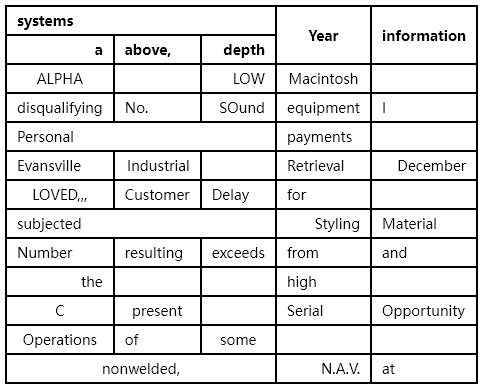 systems Year information
a above, depth
ALPHA LOW Macintosh
disqualifying No. SOund equipment I
Personal payments
Evansville Industrial Retrieval December
LOVED,,, Customer Delay for
subjected Styling Material
Number resulting exceeds from and
the high
C present Serial Opportunity
Operations of some
nonwelded, N.A.V. at